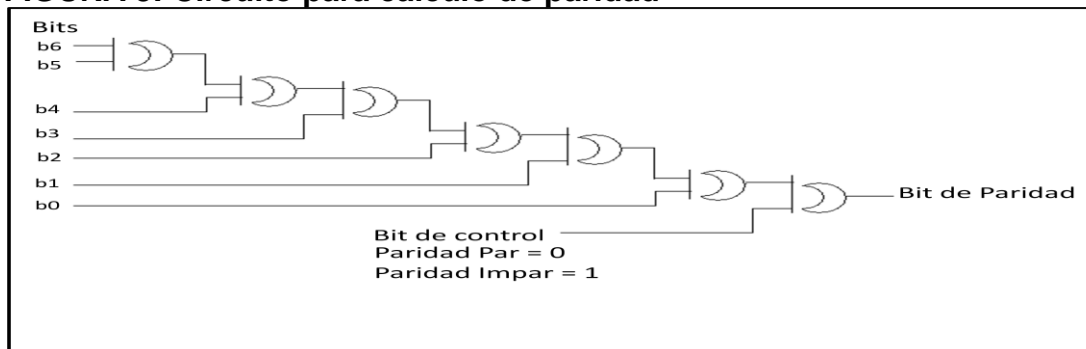 Bits
b6
b5
b4
b3
b2
b1
b0
Bit de Paridad
Bit de control
Paridad Par = 0
Paridad Impar = 1